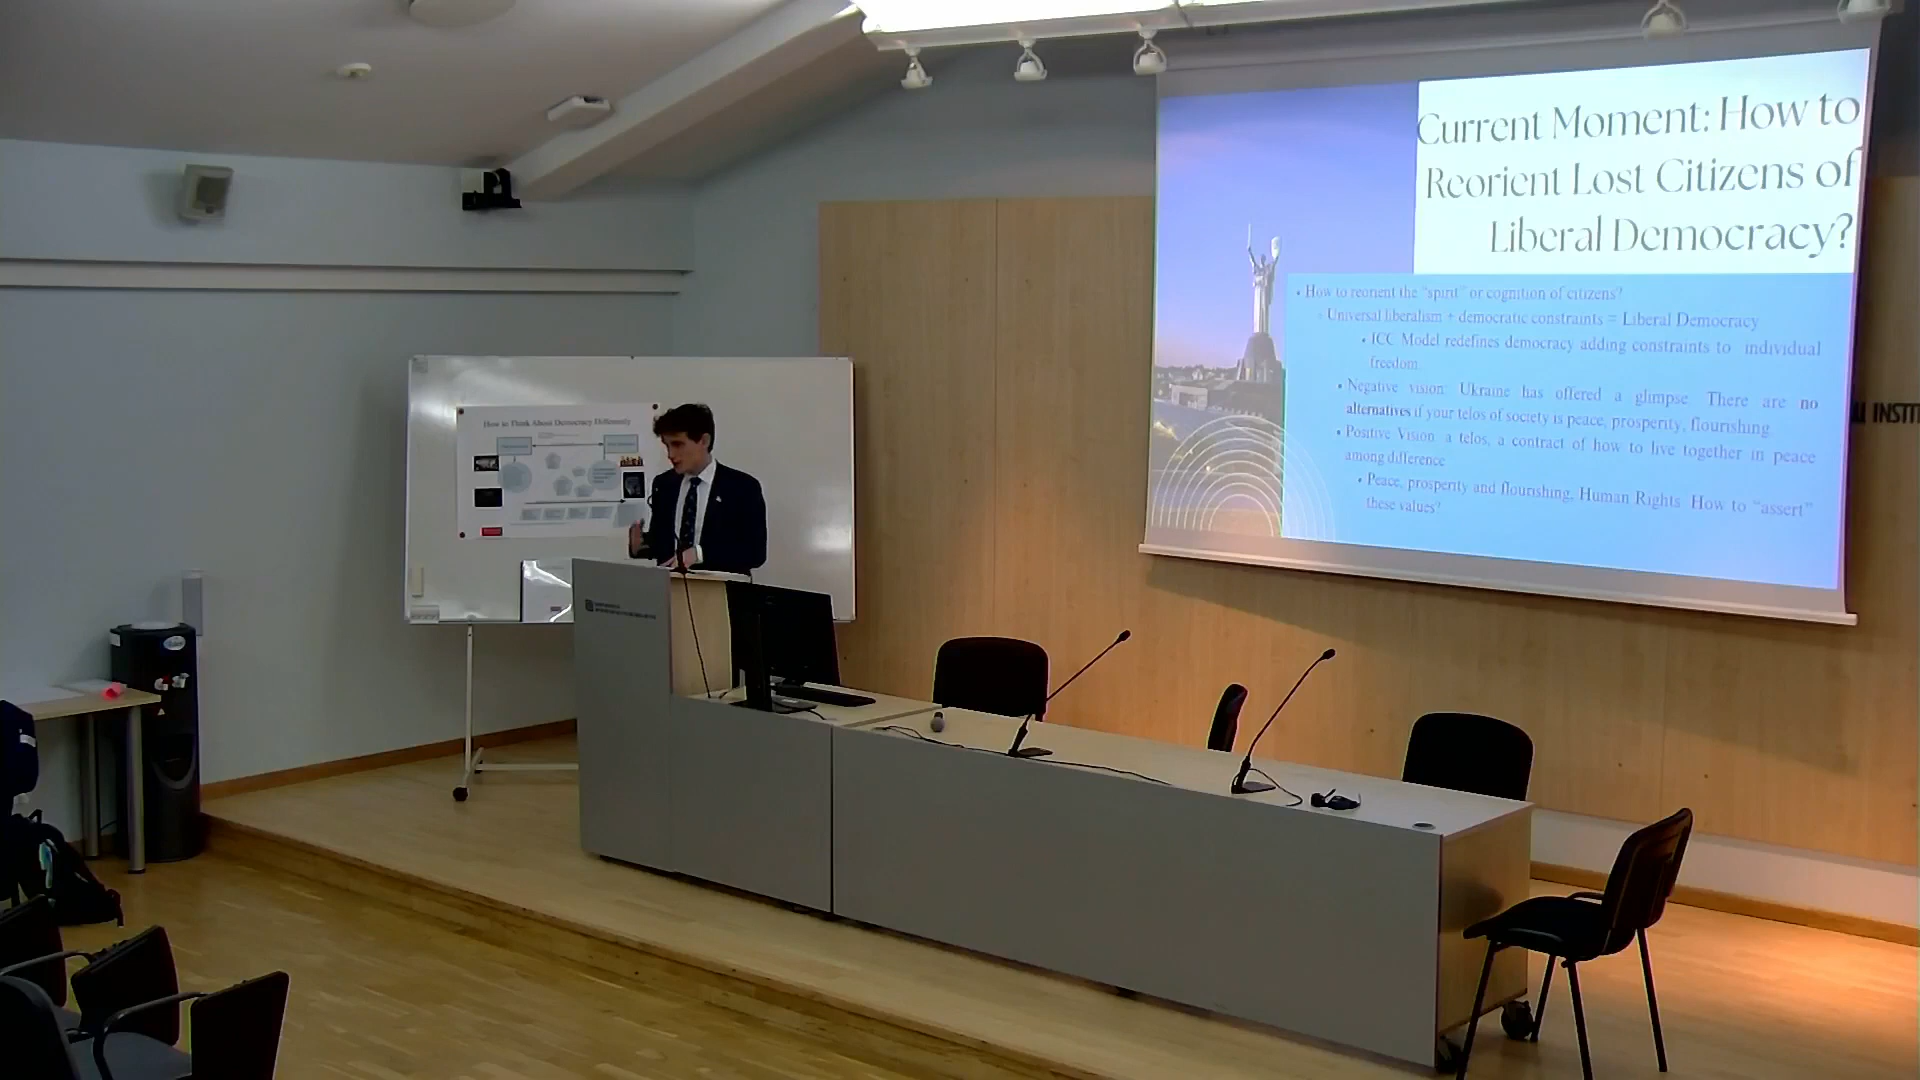 Current Moment: How to
Reorient Lost Citizens of
Liberal Democracy?
• How to reorient the "spirit" or cognition of citizens?
Universal liberalism + democratic constraints = Liberal Democracy
• ICC Model redefines democracy adding constraints to individual
freedom.
• Negative vision: Ukraine has offered a glimpse. There are no
alternatives if your telos of society is peace, prosperity, flourishing.
• Positive Vision: a telos, a contract of how to live together in peace
among difference
• Peace, prosperity and flourishing, Human Rights How to "assert"
these values?
How to Think About Democracy Differently
INSTI